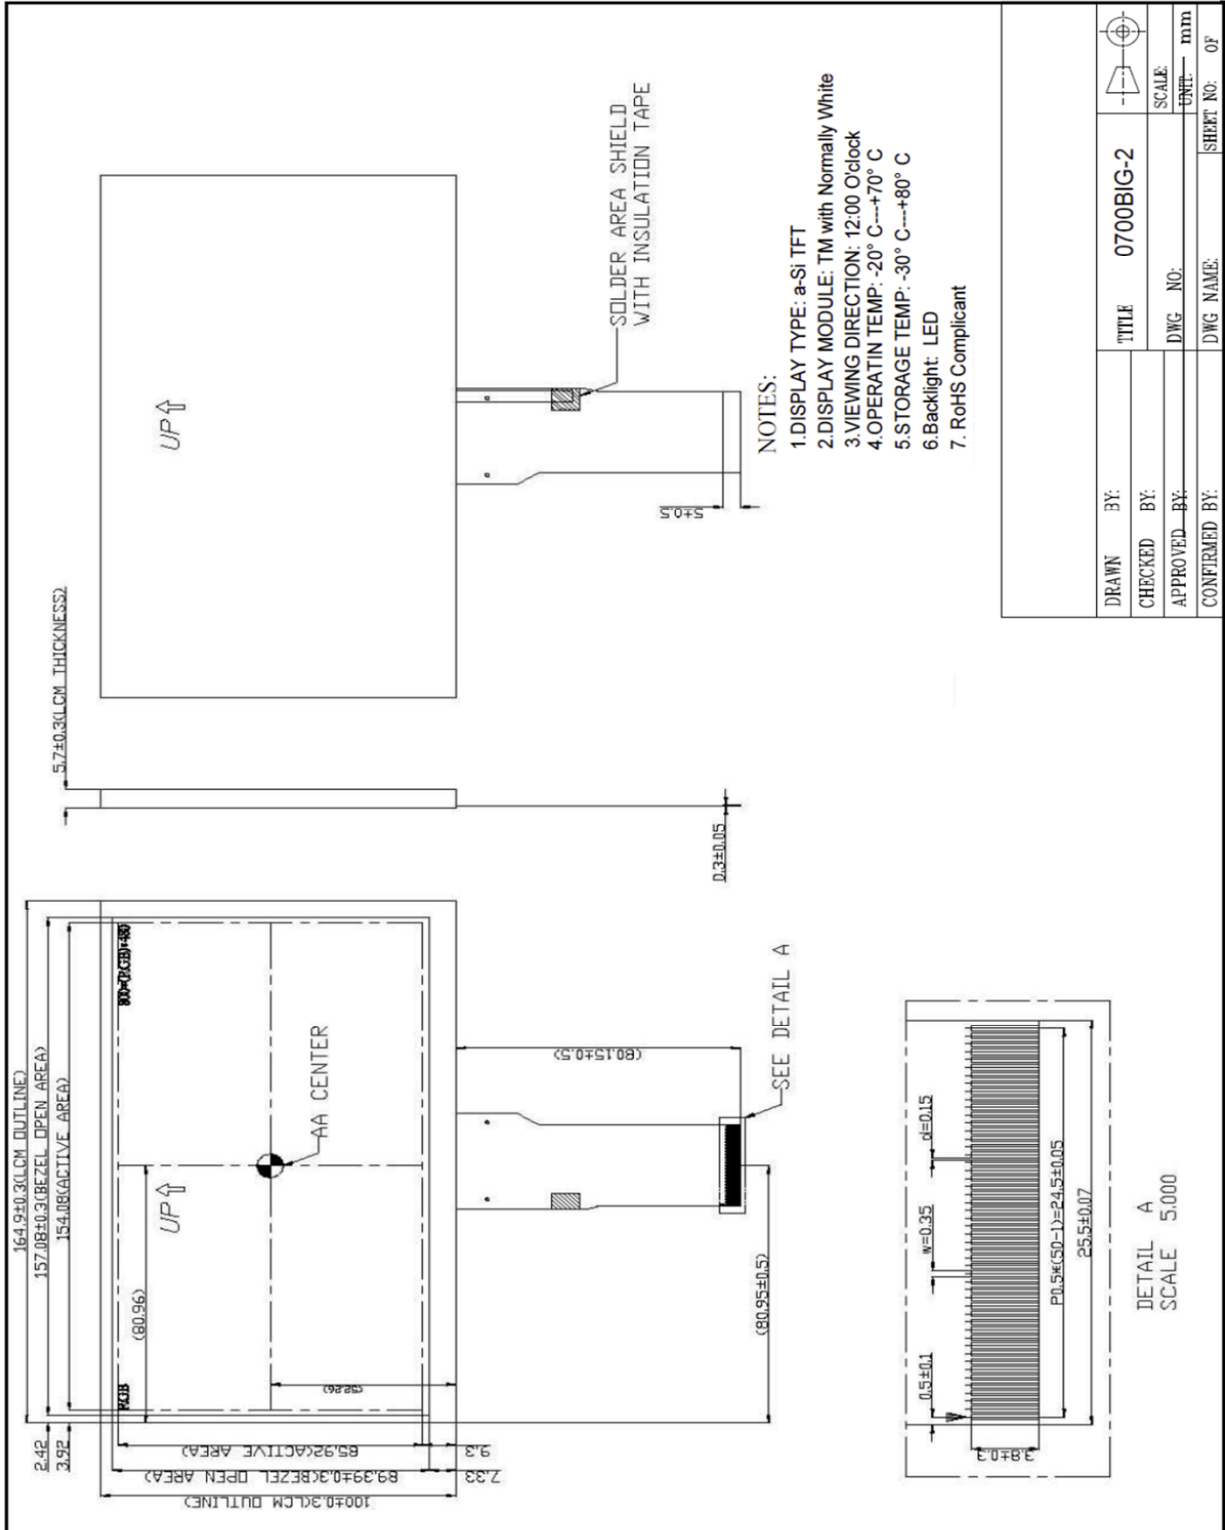 164.9±0.3(LCM OUTLINE)
157.08±0.3(BEZEL OPEN AREA)
154.08(ACTIVE AREA)
2.42
3.92
(80.96)
RGB
800*(RGB)*480
UP
AA CENTER
(52.26)
85.92(ACTIVE AREA)
89.39±0.3(BEZEL OPEN AREA)
100±0.3(LCM OUTLINE)
9.3
7.33
(80.15±0.5)
(80.95±0.5)
SEE DETAIL A
5.7±0.3(LCM THICKNESS)
0.3±0.05
UP
SOLDER AREA SHIELD
WITH INSULATION TAPE
5±0.5
NOTES:
1.DISPLAY TYPE: a-Si TFT
2.DISPLAY MODULE: TM with Normally White
3.VIEWING DIRECTION: 12:00 O'clock
4.OPERATIN TEMP: -20° C---+70° C
5.STORAGE TEMP: -30° C---+80° C
6.Backlight: LED
7. RoHS Complicant
0.5±0.1
w=0.35
d=0.15
W
3.8±0.3
P0.5*(50-1)=24.5±0.05
25.5±0.07
DETAIL A
SCALE 5.000
DRAWN BY:
CHECKED BY:
APPROVED BY:
CONFIRMED BY:
TITLE
0700BIG-2
DWG NO:
DWG NAME:
SCALE:
UNIT: mm
SHEET NO: OF